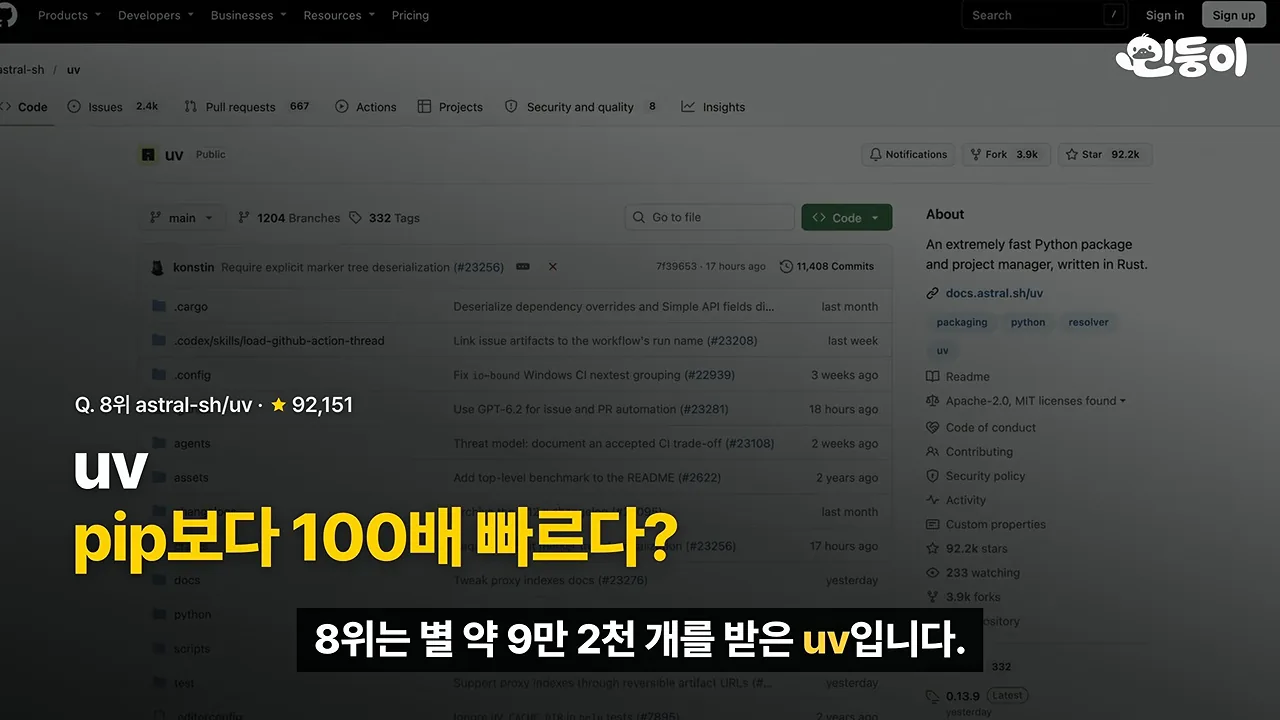 Products Developers Businesses Resources Pricing Search / Sign in Sign up
인둥이
astral-sh / uv
Code Issues 2.4k Pull requests 667 Actions Projects Security and quality 8 Insights
uv Public Notifications Fork 3.9k Star 92.2k
main 1204 Branches 332 Tags Go to file Code
konstin Require explicit marker tree deserialization (#23256) 7f39653 · 17 hours ago 11,408 Commits
.cargo Deserialize dependency overrides and Simple API fields di... last month
.codex/skills/load-github-action-thread Link issue artifacts to the workflow's run name (#23208) last week
.config Fix io-bound Windows CI nextest grouping (#22939) 3 weeks ago
Use GPT-6.2 for issue and PR automation (#23281) 18 hours ago
agents Threat model: document an accepted CI trade-off (#23108) 2 weeks ago
assets Add top-level benchmark to the README (#2622) 2 years ago
last month
(#23256) 17 hours ago
docs Tweak proxy indexes docs (#23276) yesterday
python
scripts
test Support proxy indexes through reversible artifact URLs (#... yesterday
.editorconfig Ignore UV_CACHE_DIR in help tests (#7895) 2 years ago
About
An extremely fast Python package
and project manager, written in Rust.
docs.astral.sh/uv
packaging python resolver
uv
Readme
Apache-2.0, MIT licenses found
Code of conduct
Contributing
Security policy
Activity
Custom properties
92.2k stars
233 watching
3.9k forks
332
0.13.9 Latest
yesterday
Q. 8위 astral-sh/uv · ★ 92,151
uv
pip보다 100배 빠르다?
8위는 별 약 9만 2천 개를 받은 uv입니다.